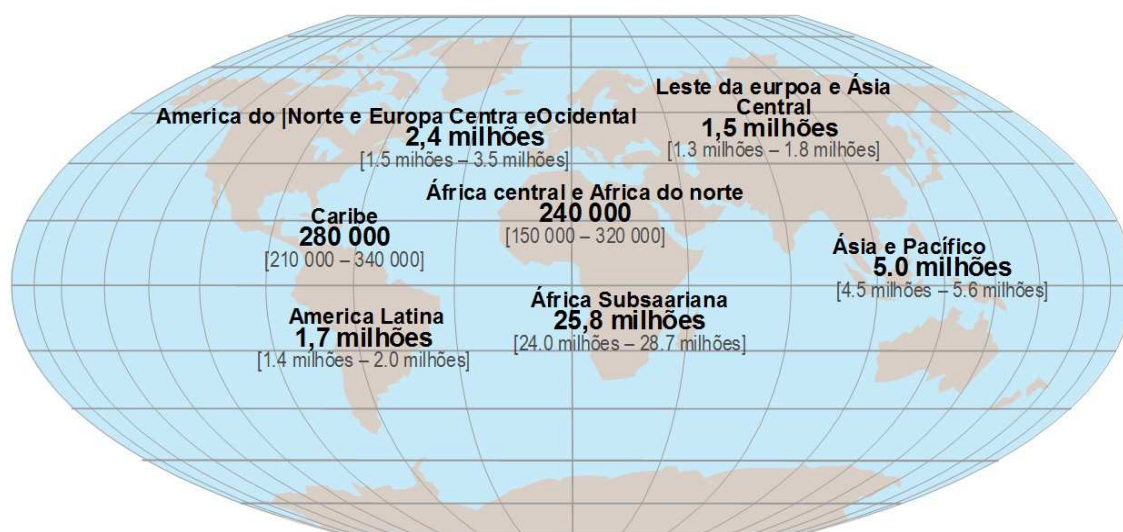 Leste da eurpoa e Ásia
Central
1,5 milhões
[1.3 milhões – 1.8 milhões]
America do |Norte e Europa Centra eOcidental
2,4 milhões
[1.5 mihões – 3.5 milhões]
África central e Africa do norte
240 000
[150 000 – 320 000]
Caribe
280 000
[210 000 – 340 000]
Ásia e Pacífico
5.0 milhões
[4.5 milhões – 5.6 milhões]
África Subsaariana
25,8 milhões
[24.0 milhões – 28.7 milhões]
America Latina
1,7 milhões
[1.4 milhões – 2.0 milhões]